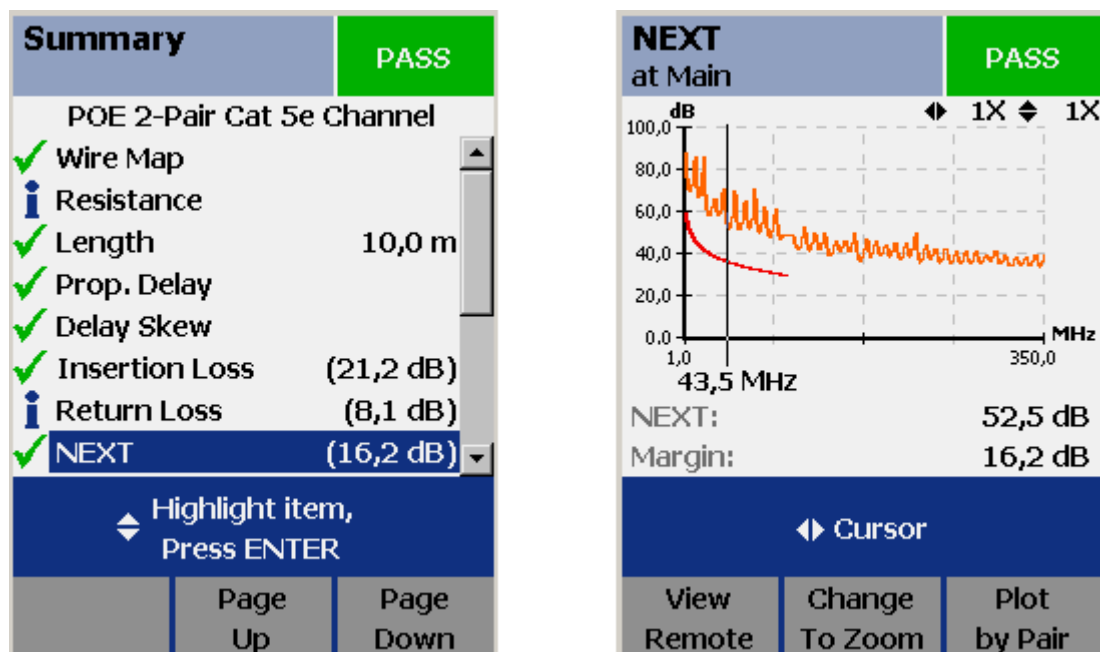 Summary
PASS
POE 2-Pair Cat 5e Channel
Wire Map
Resistance
Length 10,0 m
Prop. Delay
Delay Skew
Insertion Loss (21,2 dB)
Return Loss (8,1 dB)
NEXT (16,2 dB)
Highlight item,
Press ENTER
Page Up
Page Down
NEXT
at Main
PASS
dB
1X 1X
100,0
80,0
60,0
40,0
20,0
0.0
MHz
1,0
350,0
43,5 MHz
NEXT: 52,5 dB
Margin: 16,2 dB
Cursor
View Remote
Change To Zoom
Plot by Pair